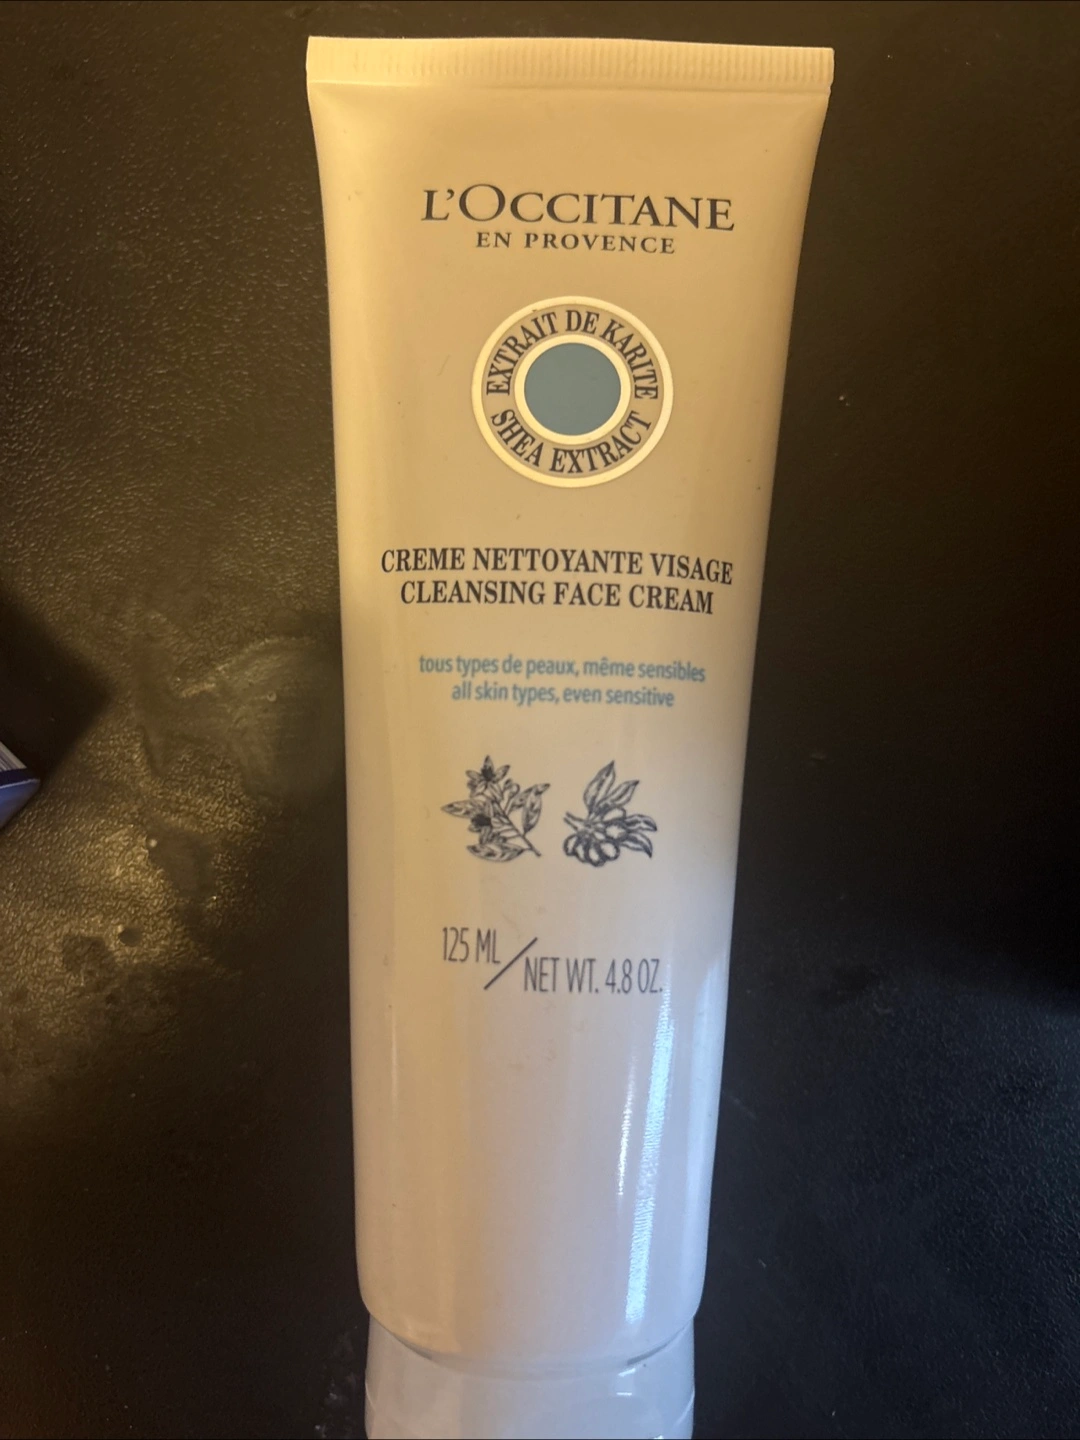 L'OCCITANE
EN PROVENCE
EXTRAIT DE KARITE
SHEA EXTRACT
CREME NETTOYANTE VISAGE
CLEANSING FACE CREAM
tous types de peaux, même sensibles
all skin types, even sensitive
125 ML / NET WT. 4.8 OZ.